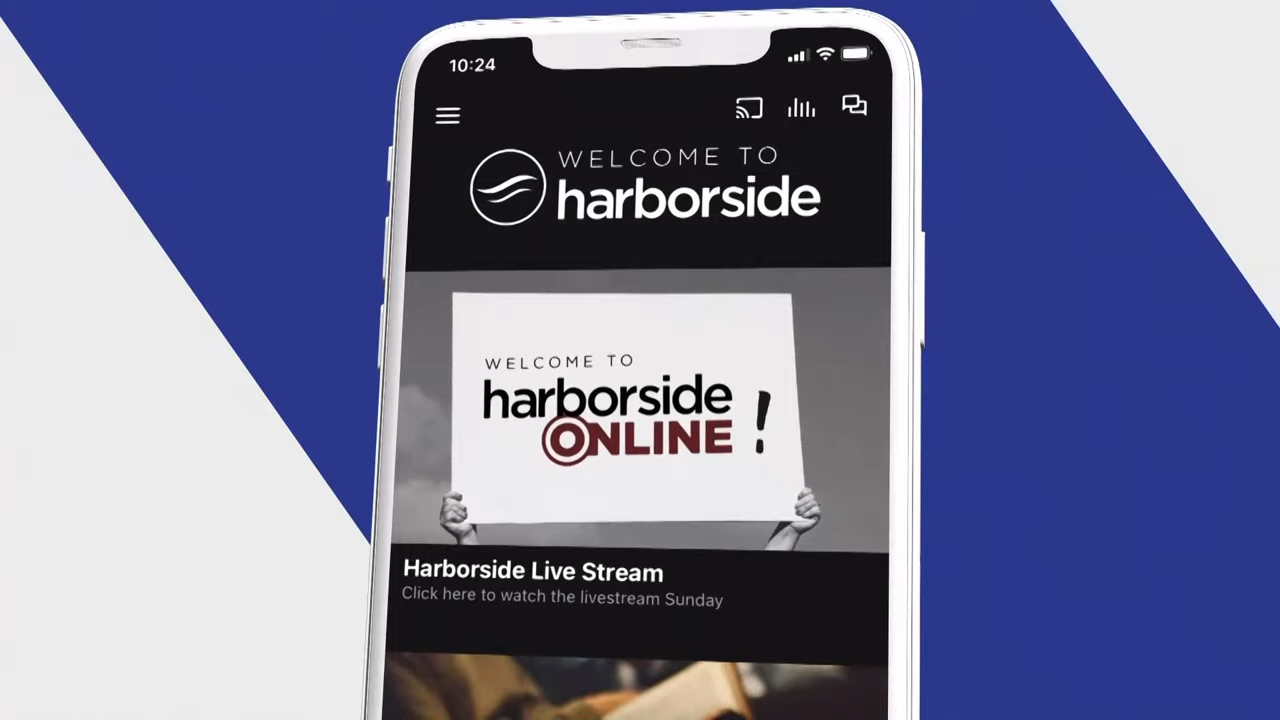 10:24
WELCOME TO
harborside
WELCOME TO
harborside
ONLINE !
Harborside Live Stream
Click here to watch the livestream Sunday